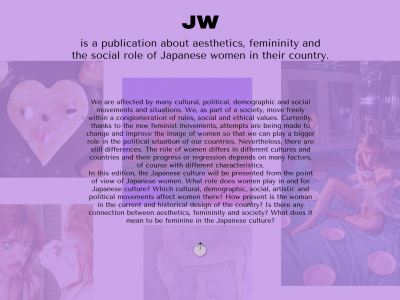 JW
is a publication about aesthetics, femininity and
the social role of Japanese women in their country.
We are affected by many cultural, political, demographic and social
movements and situations. We, as part of a society, move freely
within a conglomeration of rules, social and ethical values. Currently,
thanks to the new feminist movements, attempts are being made to
change and improve the image of women so that we can play a bigger
role in the political situation of our countries. Nevertheless, there are
still differences. The role of women differs in different cultures and
countries and their progress or regression depends on many factors,
of course with different characteristics.
In this edition, the Japanese culture will be presented from the point
of view of Japanese women. What role does women play in and for
Japanese culture? Which cultural, demographic, social, artistic and
political movements affect women there? How present is the woman
in the current and historical design of the country? Is there any
connection between aesthetics, femininity and society? What does it
mean to be feminine in the Japanese culture?